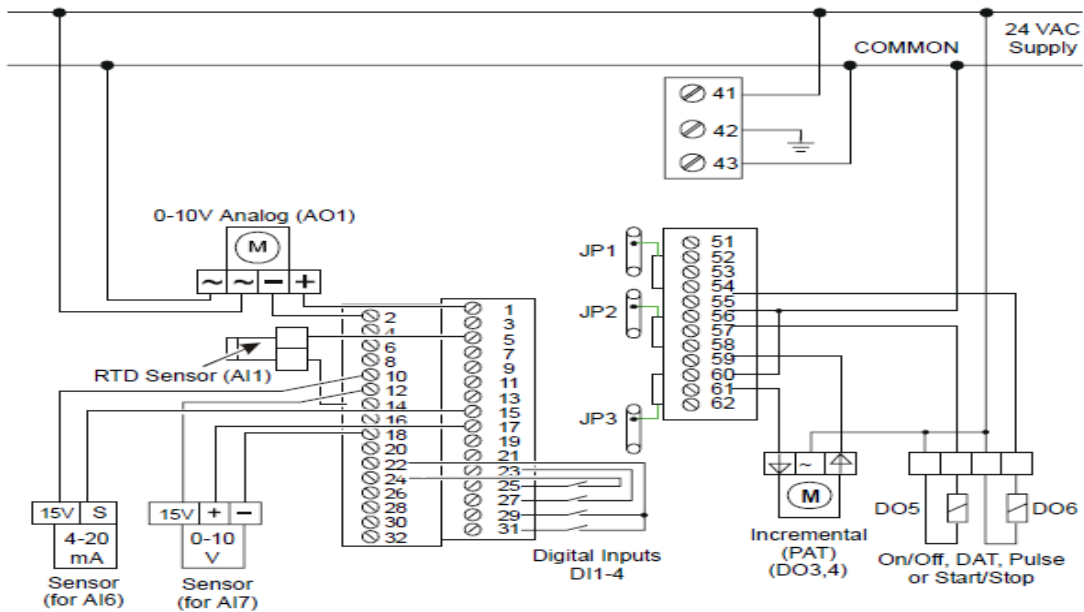 24 VAC
Supply
COMMON
41
42
43
0-10V Analog (AO1)
M
~ ~ − +
JP1
JP2
JP3
51
52
53
54
55
56
57
58
59
60
61
62
1
2
3
4
5
6
7
8
9
10
11
12
13
14
15
16
17
18
19
20
21
22
23
24
25
26
27
28
29
30
31
32
RTD Sensor (AI1)
15V S
4-20
mA
Sensor
(for AI6)
15V + −
0-10
V
Sensor
(for AI7)
Digital Inputs
DI1-4
~
M
Incremental
(PAT)
(DO3,4)
DO5
DO6
On/Off, DAT, Pulse
or Start/Stop